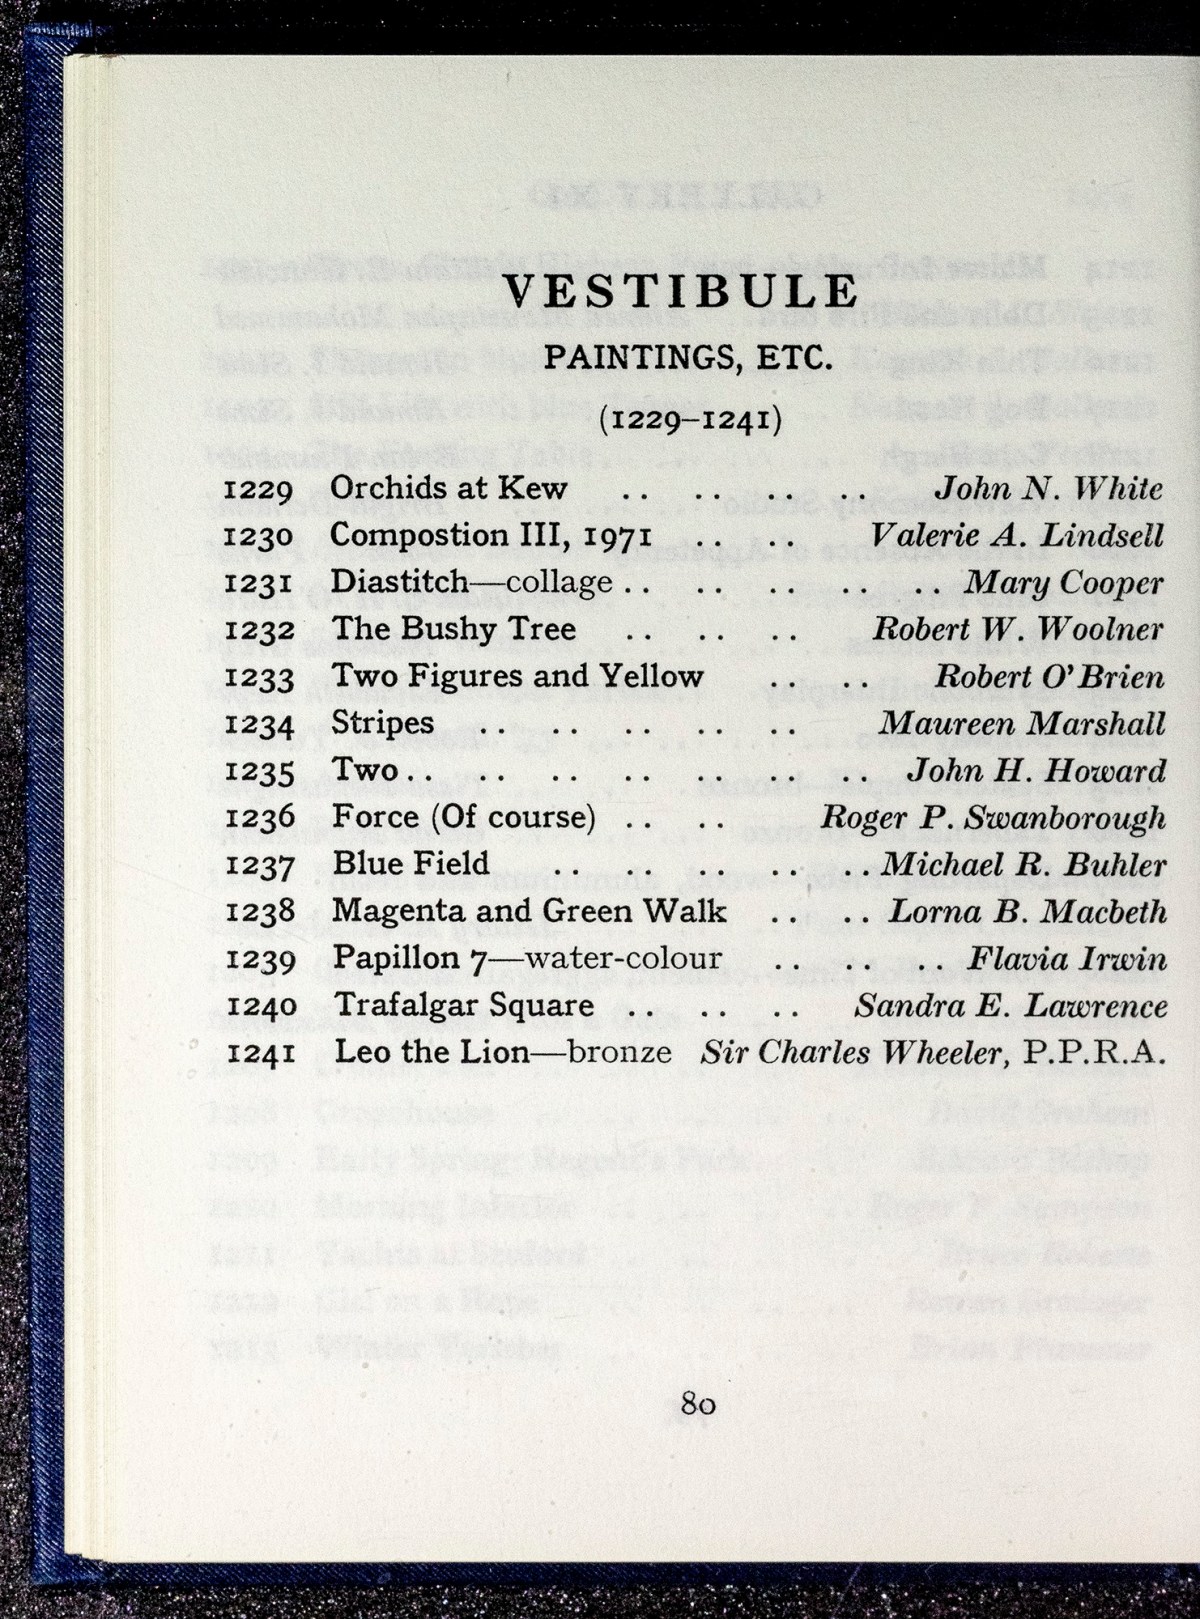 VESTIBULE
PAINTINGS, ETC.
(1229–1241)
1229 Orchids at Kew .. .. .. .. John N. White
1230 Compostion III, 1971 .. .. Valerie A. Lindsell
1231 Diastitch—collage .. .. .. .. .. Mary Cooper
1232 The Bushy Tree .. .. .. Robert W. Woolner
1233 Two Figures and Yellow .. .. Robert O'Brien
1234 Stripes .. .. .. .. .. Maureen Marshall
1235 Two .. .. .. .. .. .. .. John H. Howard
1236 Force (Of course) .. .. Roger P. Swanborough
1237 Blue Field .. .. .. .. .. Michael R. Buhler
1238 Magenta and Green Walk .. .. Lorna B. Macbeth
1239 Papillon 7—water-colour .. .. .. Flavia Irwin
1240 Trafalgar Square .. .. .. Sandra E. Lawrence
1241 Leo the Lion—bronze Sir Charles Wheeler, P.P.R.A.
80